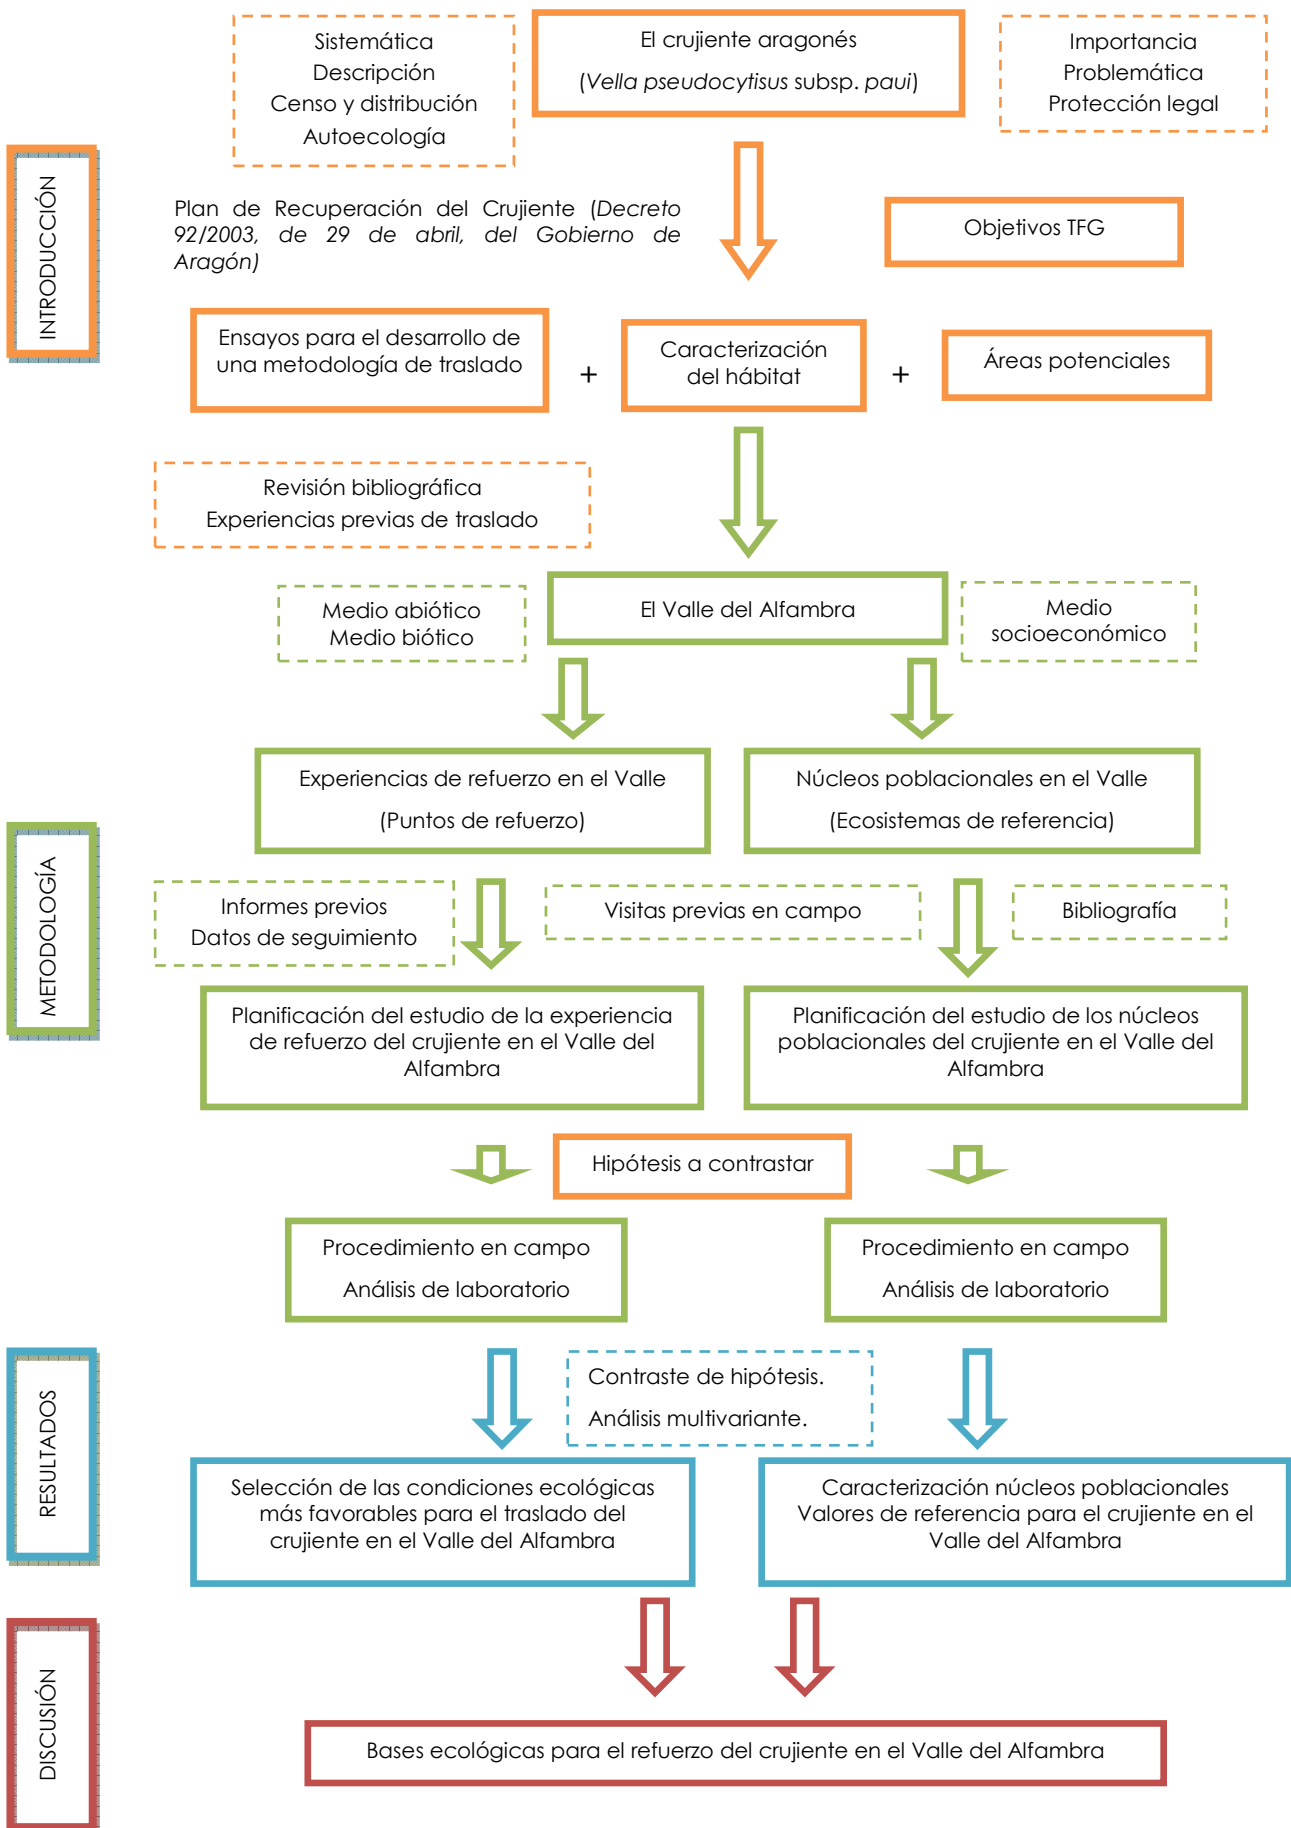 Sistemática
Descripción
Censo y distribución
Autoecología
El crujiente aragonés
(Vella pseudocytisus subsp. paui)
Importancia
Problemática
Protección legal
INTRODUCCIÓN
Plan de Recuperación del Crujiente (Decreto
92/2003, de 29 de abril, del Gobierno de
Aragón)
Objetivos TFG
Ensayos para el desarrollo de
una metodología de traslado
+
Caracterización
del hábitat
+
Áreas potenciales
Revisión bibliográfica
Experiencias previas de traslado
Medio abiótico
Medio biótico
El Valle del Alfambra
Medio
socioeconómico
METODOLOGÍA
Experiencias de refuerzo en el Valle
(Puntos de refuerzo)
Núcleos poblacionales en el Valle
(Ecosistemas de referencia)
Informes previos
Datos de seguimiento
Visitas previas en campo
Bibliografía
Planificación del estudio de la experiencia
de refuerzo del crujiente en el Valle del
Alfambra
Planificación del estudio de los núcleos
poblacionales del crujiente en el Valle del
Alfambra
Hipótesis a contrastar
Procedimiento en campo
Análisis de laboratorio
Procedimiento en campo
Análisis de laboratorio
RESULTADOS
Contraste de hipótesis.
Análisis multivariante.
Selección de las condiciones ecológicas
más favorables para el traslado del
crujiente en el Valle del Alfambra
Caracterización núcleos poblacionales
Valores de referencia para el crujiente en el
Valle del Alfambra
DISCUSIÓN
Bases ecológicas para el refuerzo del crujiente en el Valle del Alfambra